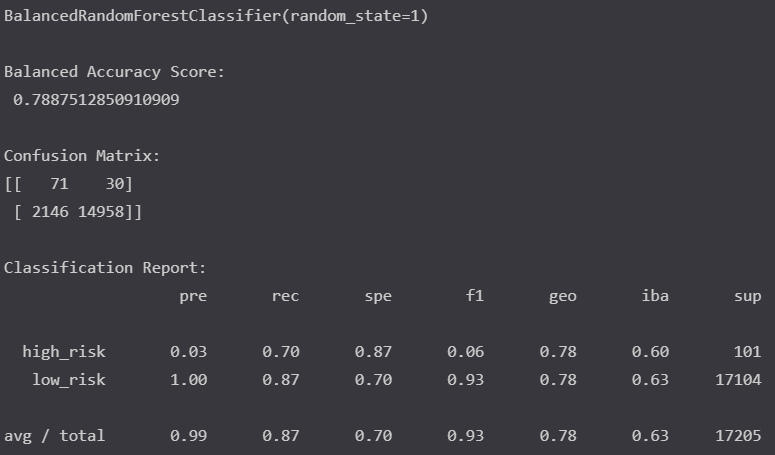 BalancedRandomForestClassifier(random_state=1)
Balanced Accuracy Score:
0.7887512850910909
Confusion Matrix:
[[   71    30]
 [ 2146 14958]]
Classification Report:
pre rec spe f1 geo iba sup
high_risk 0.03 0.70 0.87 0.06 0.78 0.60 101
low_risk 1.00 0.87 0.70 0.93 0.78 0.63 17104
avg / total 0.99 0.87 0.70 0.93 0.78 0.63 17205